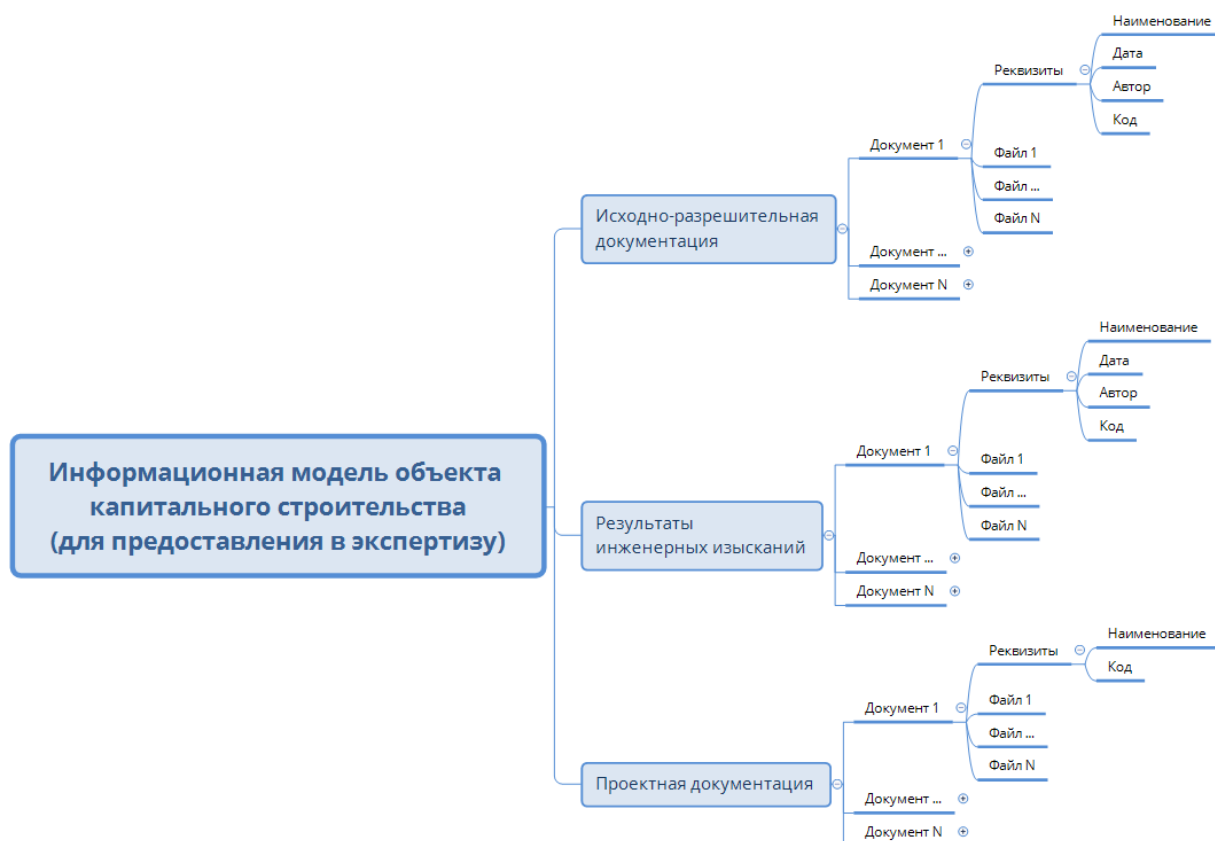 Информационная модель объекта
капитального строительства
(для предоставления в экспертизу)
Исходно-разрешительная
документация
Документ 1
Реквизиты
Наименование
Дата
Автор
Код
Файл 1
Файл ...
Файл N
Документ ...
Документ N
Результаты
инженерных изысканий
Документ 1
Реквизиты
Наименование
Дата
Автор
Код
Файл 1
Файл ...
Файл N
Документ ...
Документ N
Проектная документация
Документ 1
Реквизиты
Наименование
Код
Файл 1
Файл ...
Файл N
Документ ...
Документ N